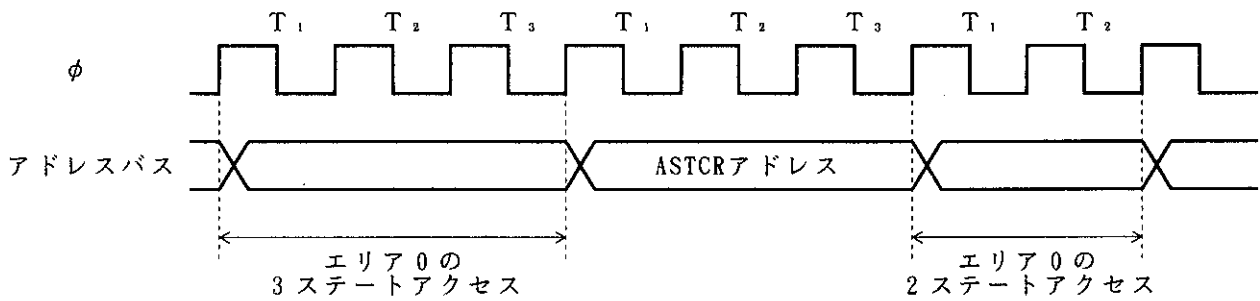 T₁ T₂ T₃ T₁ T₂ T₃ T₁ T₂
φ
アドレスバス ASTCRアドレス
エリア0の エリア0の
3ステートアクセス 2ステートアクセス